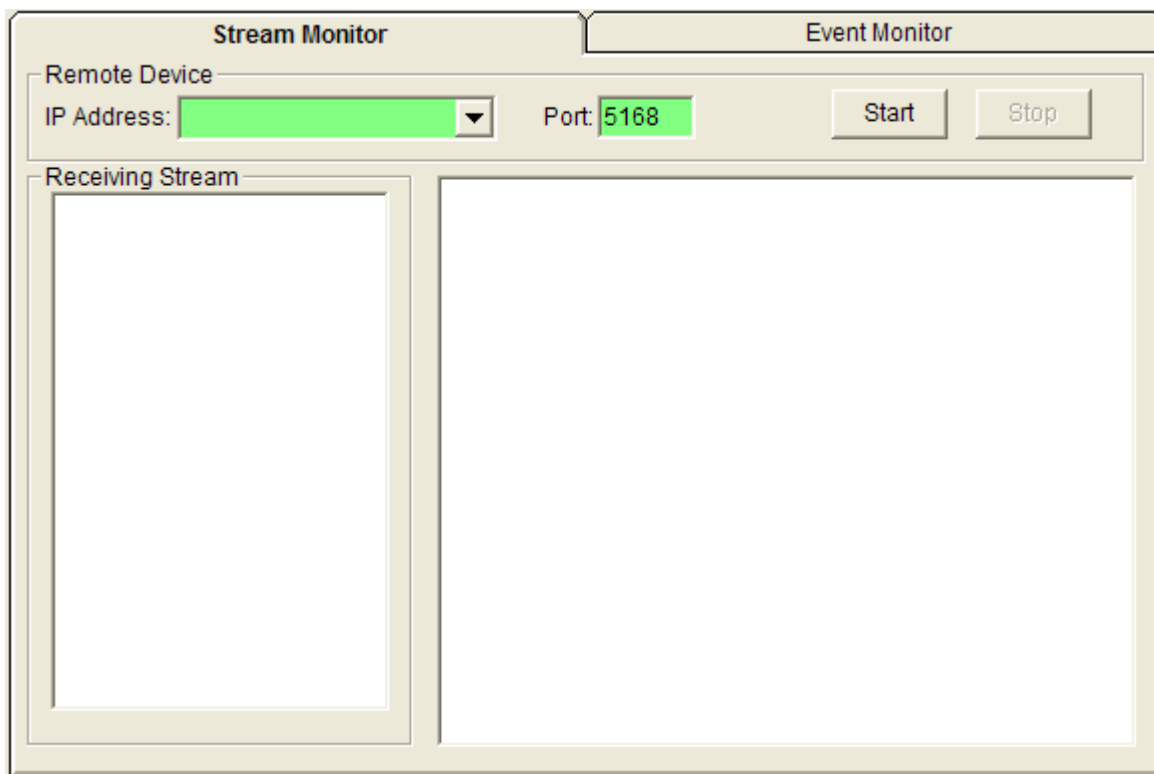 Stream Monitor
Event Monitor
Remote Device
IP Address:
Port: 5168
Start
Stop
Receiving Stream